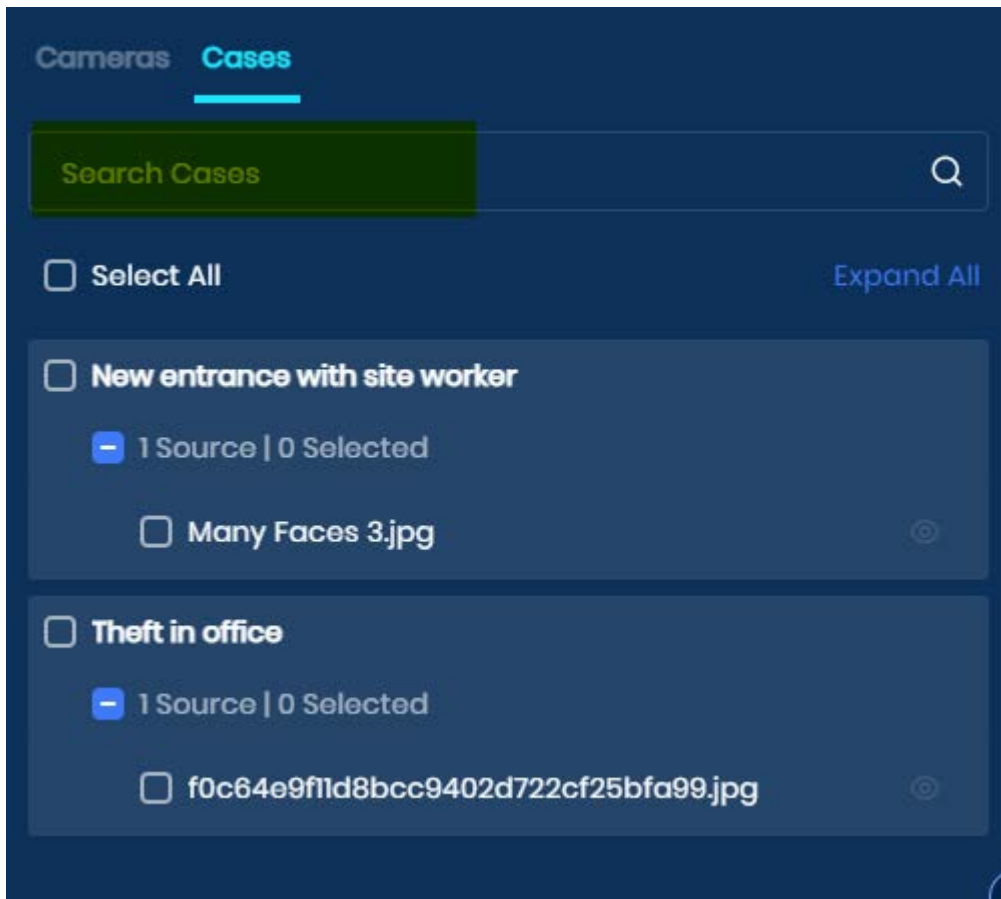 Cameras Cases
Search Cases
Select All Expand All
New entrance with site worker
1 Source | 0 Selected
Many Faces 3.jpg
Theft in office
1 Source | 0 Selected
f0c64e9f11d8bcc9402d722cf25bfa99.jpg